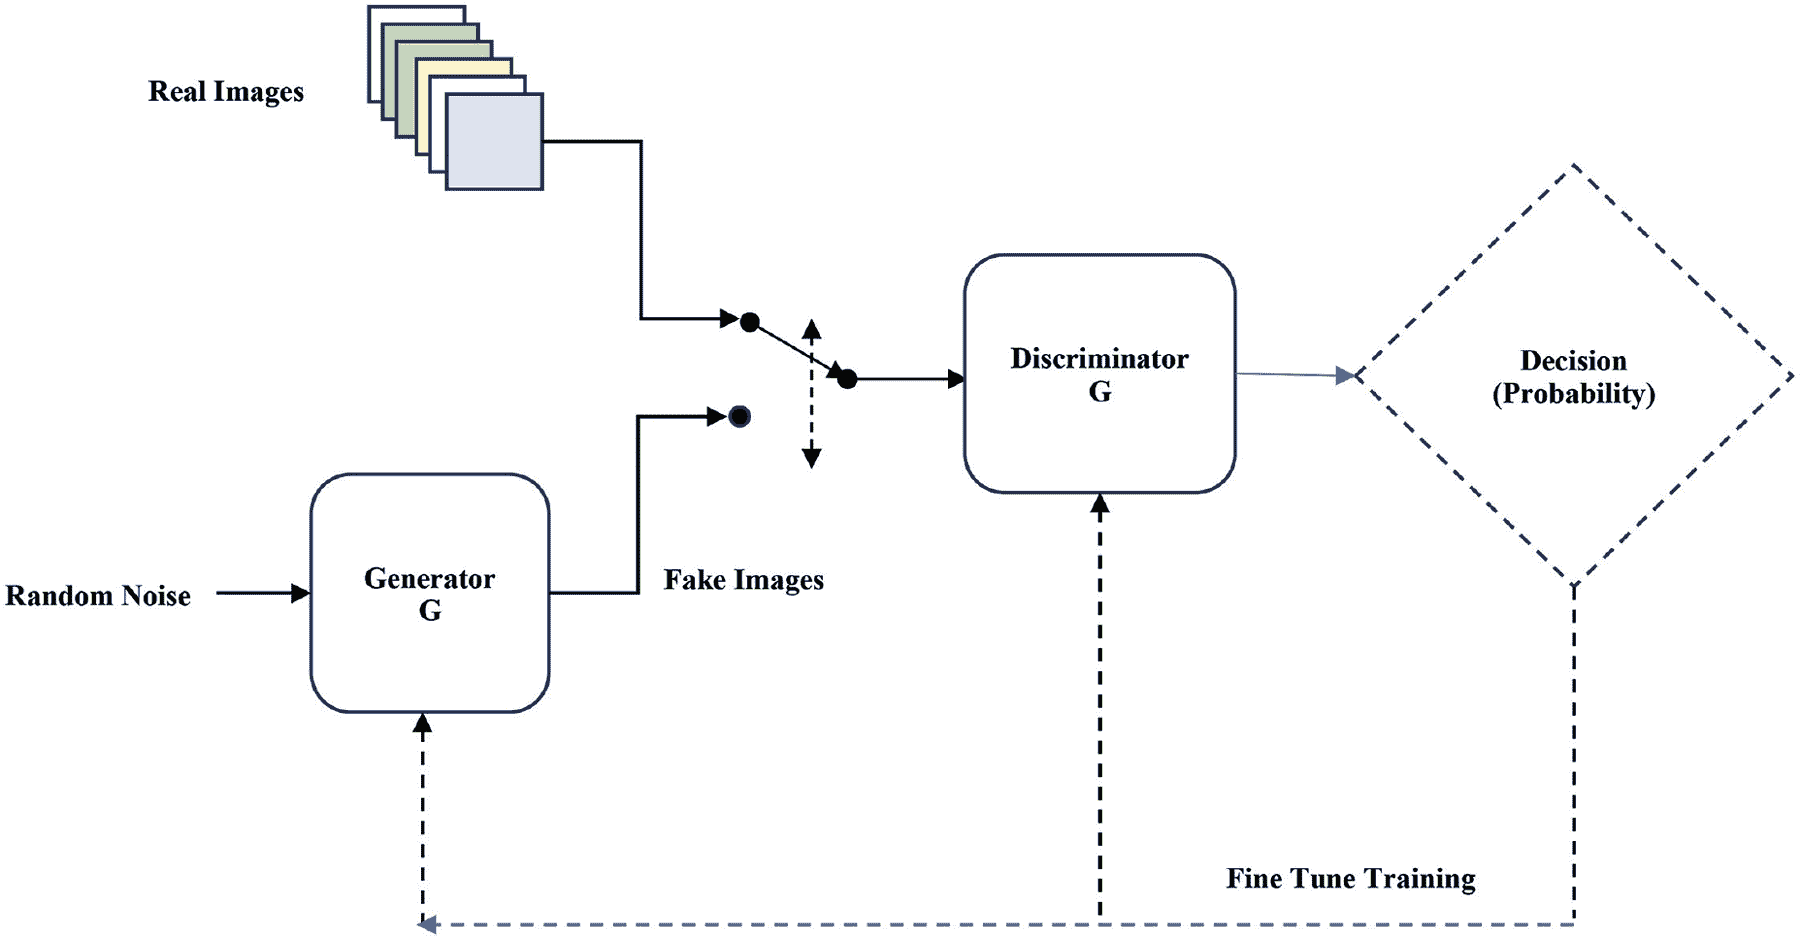 Real Images
Discriminator
G
Decision
(Probability)
Generator
G
Fake Images
Random Noise
Fine Tune Training